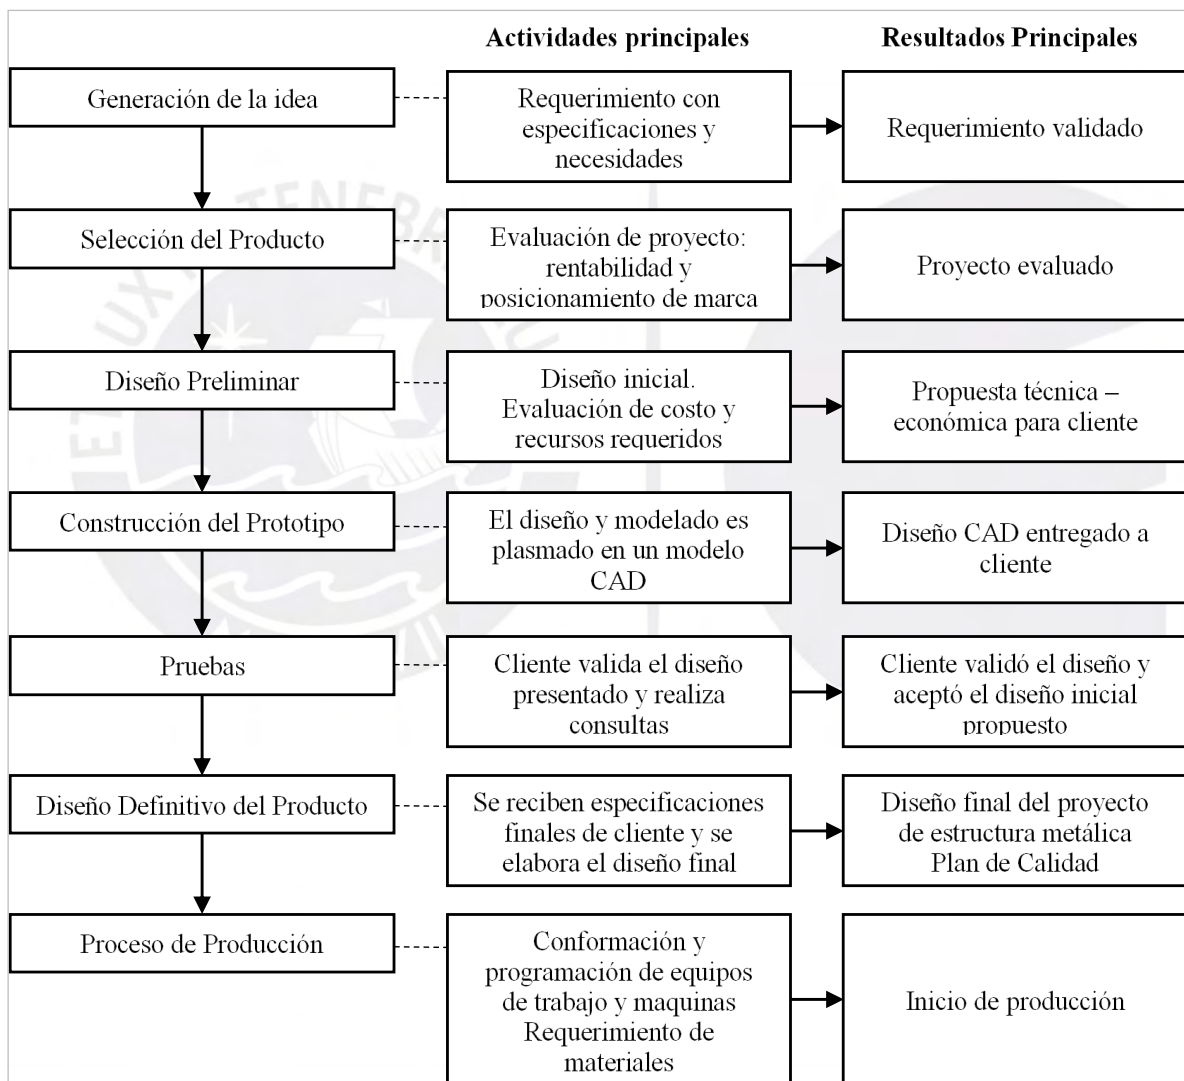 Actividades principales
Resultados Principales
Generación de la idea
Requerimiento con
especificaciones y
necesidades
Requerimiento validado
Selección del Producto
Evaluación de proyecto:
rentabilidad y
posicionamiento de marca
Proyecto evaluado
Diseño Preliminar
Diseño inicial.
Evaluación de costo y
recursos requeridos
Propuesta técnica –
económica para cliente
Construcción del Prototipo
El diseño y modelado es
plasmado en un modelo
CAD
Diseño CAD entregado a
cliente
Pruebas
Cliente valida el diseño
presentado y realiza
consultas
Cliente validó el diseño y
aceptó el diseño inicial
propuesto
Diseño Definitivo del Producto
Se reciben especificaciones
finales de cliente y se
elabora el diseño final
Diseño final del proyecto
de estructura metálica
Plan de Calidad
Proceso de Producción
Conformación y
programación de equipos
de trabajo y maquinas
Requerimiento de
materiales
Inicio de producción